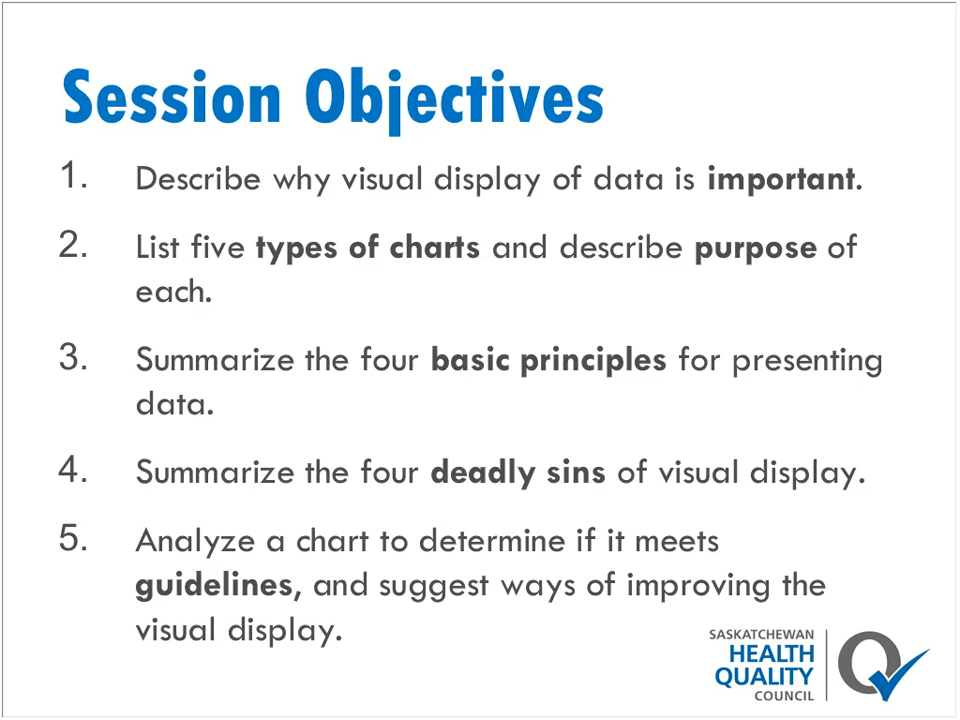 Session Objectives
1. Describe why visual display of data is important.
2. List five types of charts and describe purpose of
each.
3. Summarize the four basic principles for presenting
data.
4. Summarize the four deadly sins of visual display.
5. Analyze a chart to determine if it meets
guidelines, and suggest ways of improving the
visual display.
SASKATCHEWAN
HEALTH
QUALITY
COUNCIL